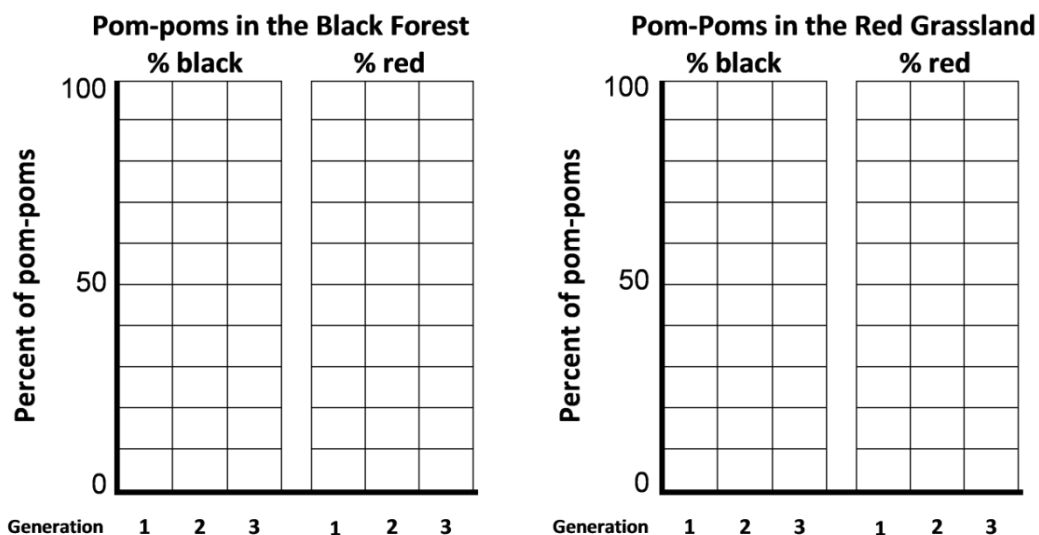 Pom-poms in the Black Forest
% black % red
100
50
0
Percent of pom-poms
Generation 1 2 3 1 2 3
Pom-Poms in the Red Grassland
% black % red
100
50
0
Percent of pom-poms
Generation 1 2 3 1 2 3